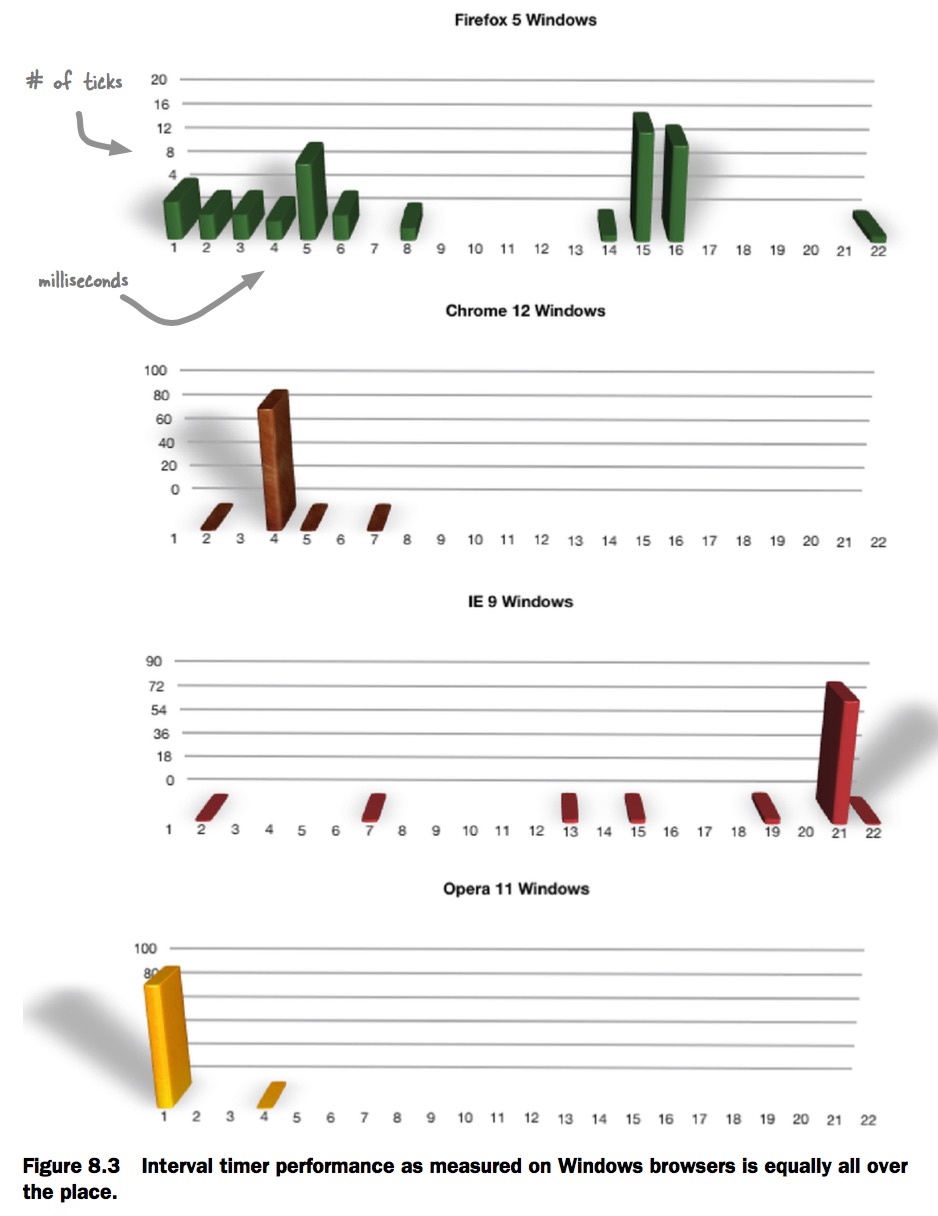 Firefox 5 Windows
# of ticks
20
16
12
8
4
1 2 3 4 5 6 7 8 9 10 11 12 13 14 15 16 17 18 19 20 21 22
milliseconds
Chrome 12 Windows
100
80
60
40
20
0
1 2 3 4 5 6 7 8 9 10 11 12 13 14 15 16 17 18 19 20 21 22
IE 9 Windows
90
72
54
36
18
0
1 2 3 4 5 6 7 8 9 10 11 12 13 14 15 16 17 18 19 20 21 22
Opera 11 Windows
100
80
1 2 3 4 5 6 7 8 9 10 11 12 13 14 15 16 17 18 19 20 21 22
Figure 8.3 Interval timer performance as measured on Windows browsers is equally all over
the place.